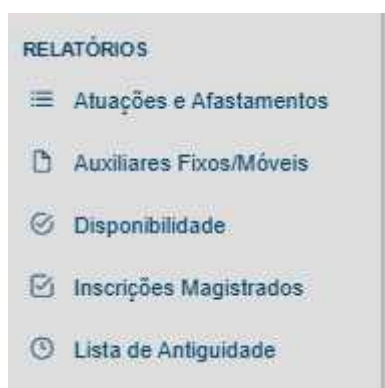 RELATÓRIOS
Atuações e Afastamentos
Auxiliares Fixos/Móveis
Disponibilidade
Inscrições Magistrados
Lista de Antiguidade